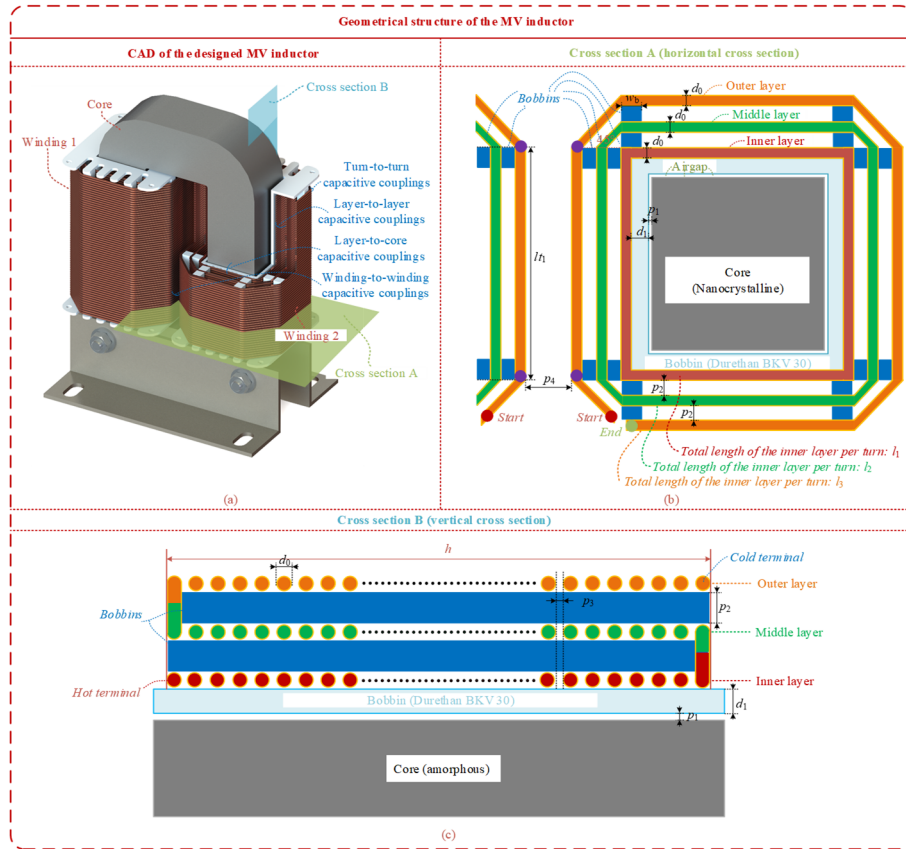 Geometrical structure of the MV inductor
CAD of the designed MV inductor
Cross section B
Core
Winding 1
Turn-to-turn
capacitive couplings
Layer-to-layer
capacitive couplings
Layer-to-core
capacitive couplings
Winding-to-winding
capacitive couplings
Winding 2
Cross section A
(a)
Cross section A (horizontal cross section)
Bobbins
w_b
d_0
Outer layer
d_0
Middle layer
d_0
Inner layer
Airgap
p_1
d_1
lt_1
Core
(Nanocrystalline)
Bobbin (Durethan BKV 30)
p_4
p_2
p_2
Start
Start
End
Total length of the inner layer per turn: l_1
Total length of the inner layer per turn: l_2
Total length of the inner layer per turn: l_3
(b)
Cross section B (vertical cross section)
h
d_0
Cold terminal
Outer layer
Bobbins
p_3
p_2
Middle layer
Hot terminal
Inner layer
Bobbin (Durethan BKV 30)
d_1
p_1
Core (amorphous)
(c)